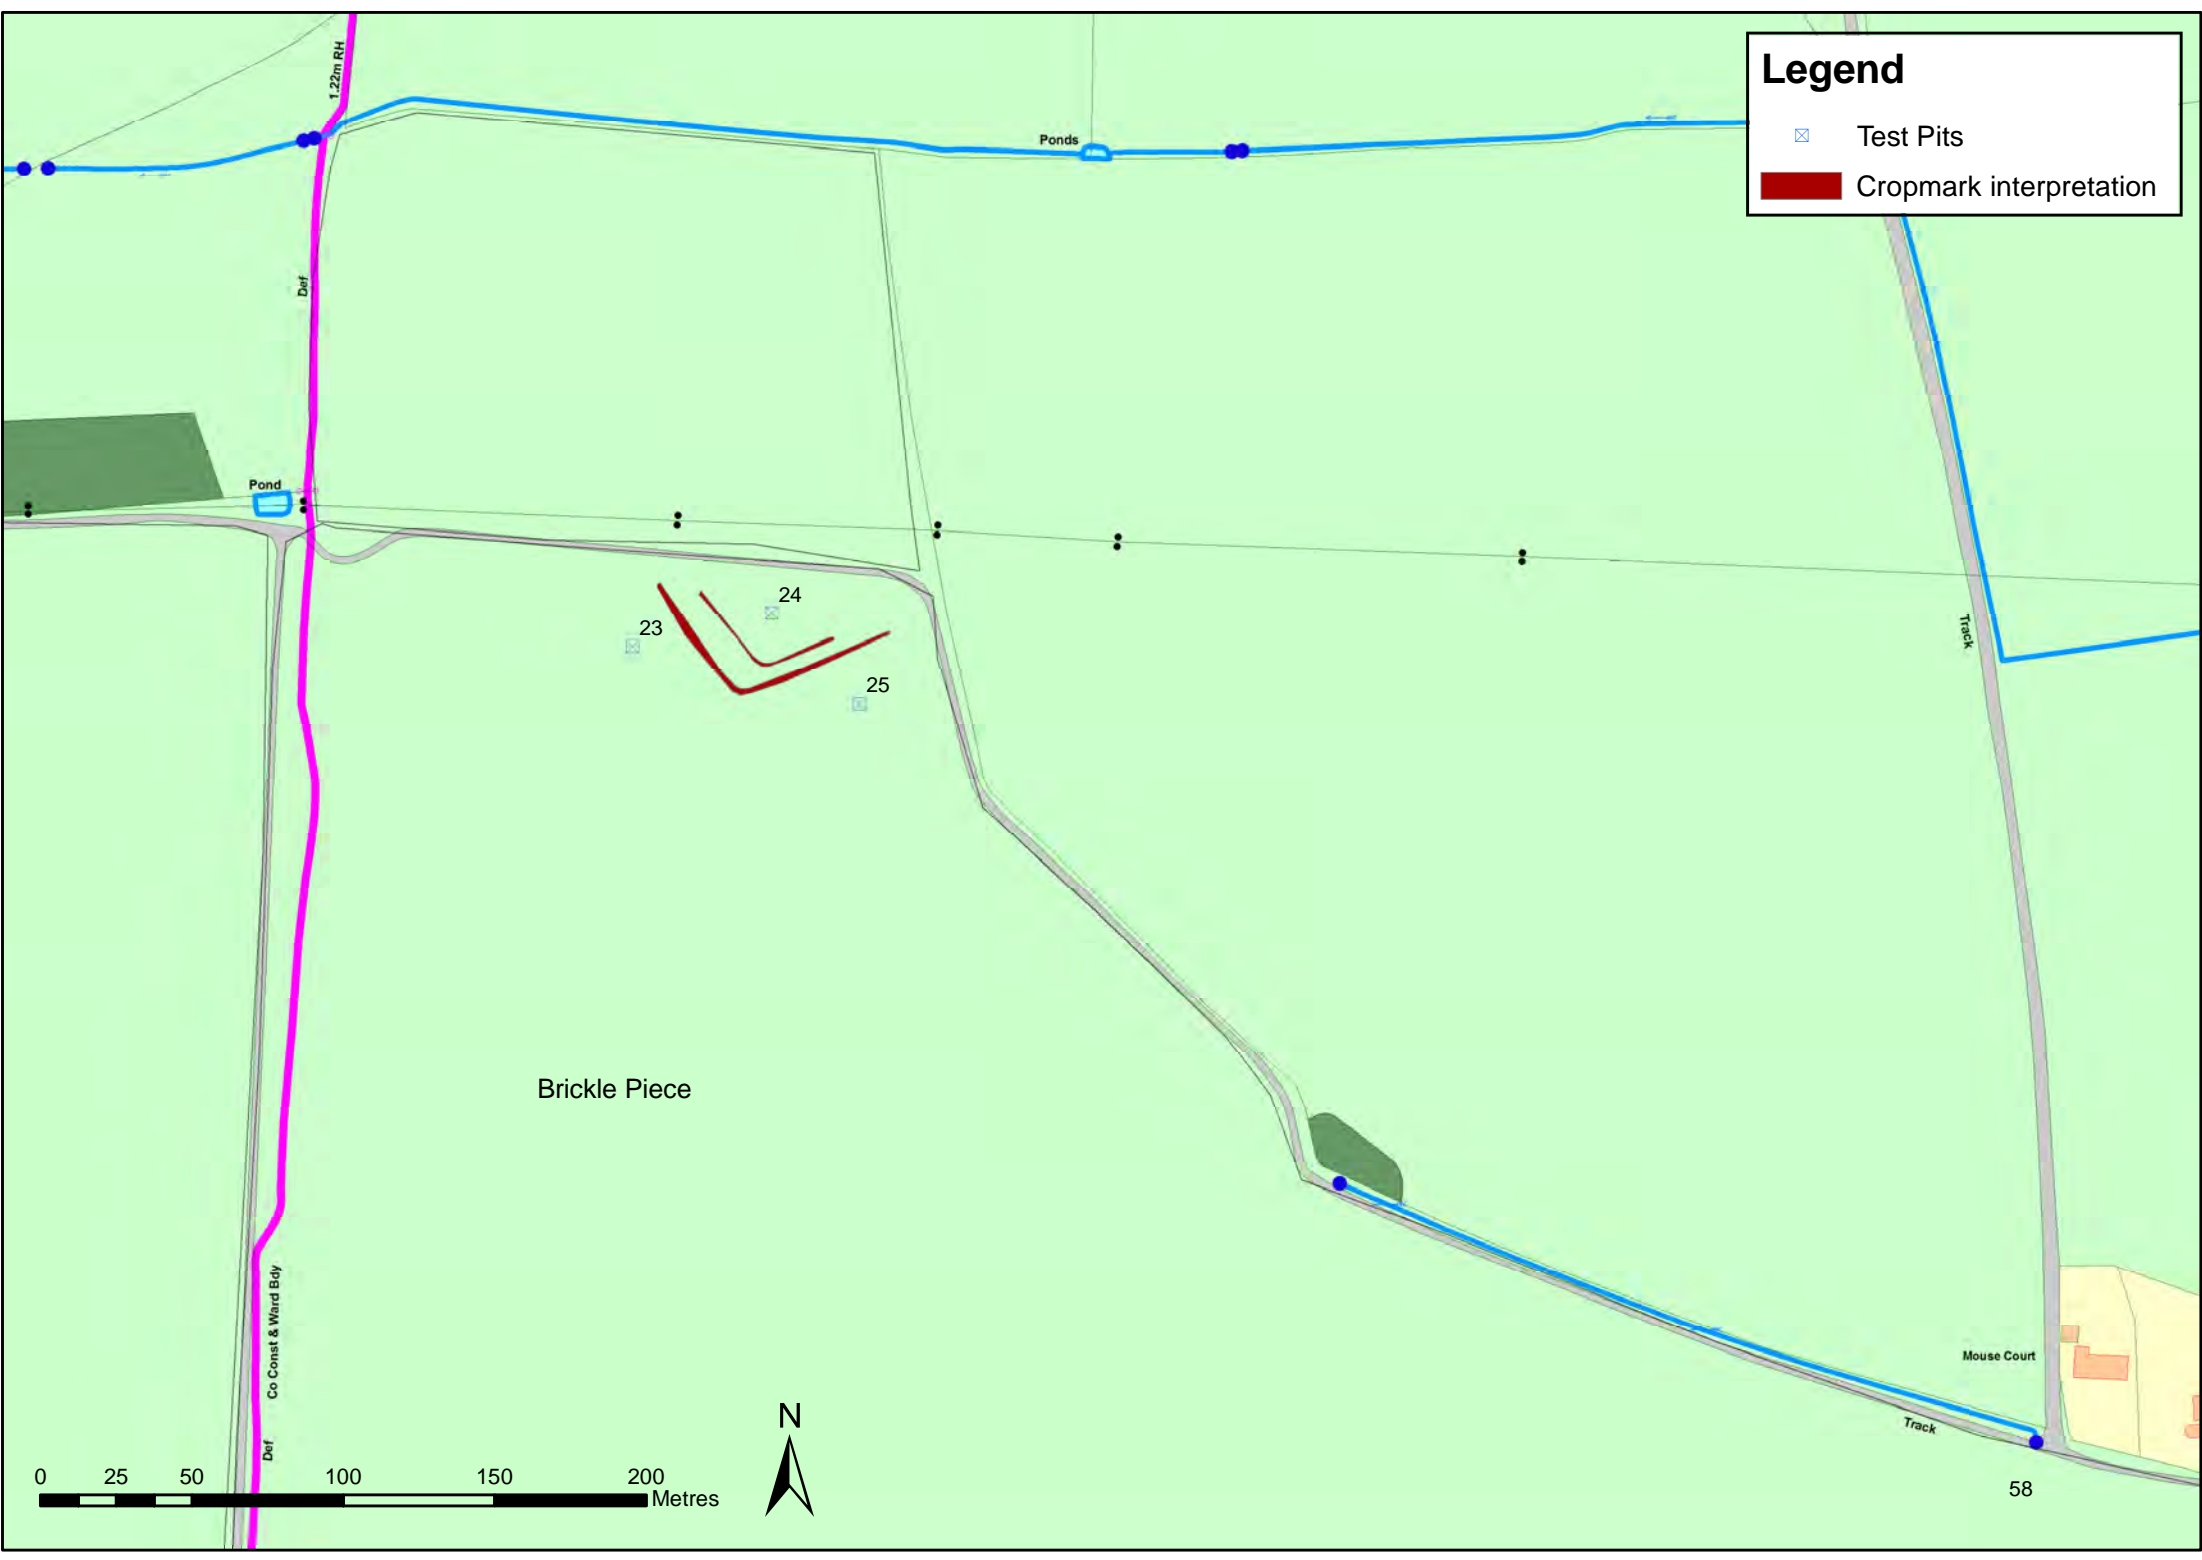 1.22m RH
Legend
Test Pits
Cropmark interpretation
Ponds
Def
Pond
24
23
25
Track
Brickle Piece
Co Const & Ward Bdy
Def
Mouse Court
Track
N
0 25 50 100 150 200
Metres
58